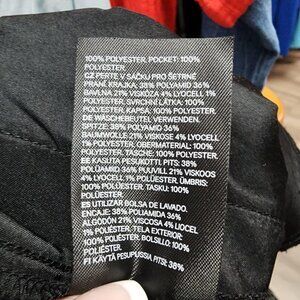 100% POLYESTER. POCKET: 100%
POLYESTER.
CZ PERTE V SÁČKU PRO ŠETRNÉ
PRANÍ. KRAJKA: 38% POLYAMID 36%
BAVLNA 21% VISKÓZA 4% LYOCELL 1%
POLYESTER. SVRCHNÍ LÁTKA: 100%
POLYESTER. KAPSA: 100% POLYESTER.
DE WÄSCHEBEUTEL VERWENDEN.
SPITZE: 38% POLYAMID 36%
BAUMWOLLE 21% VISKOSE 4% LYOCELL
1% POLYESTER. OBERMATERIAL: 100%
POLYESTER. TASCHE: 100% POLYESTER.
EE KASUTA PESUKOTTI. PITS: 38%
POLÜAMIID 36% PUUVILL 21% VISKOOS
4% LÜOTSELL 1% POLÜESTER. ÜMBRIS:
100% POLÜESTER. TASKU: 100%
POLÜESTER.
ES UTILIZAR BOLSA DE LAVADO.
ENCAJE: 38% POLIAMIDA 36%
ALGODÓN 21% VISCOSA 4% LIOCEL
1% POLIÉSTER. TELA EXTERIOR:
100% POLIÉSTER. BOLSILLO: 100%
POLIÉSTER.
FI KÄYTÄ PESUPUSSIA PITSI: 38%